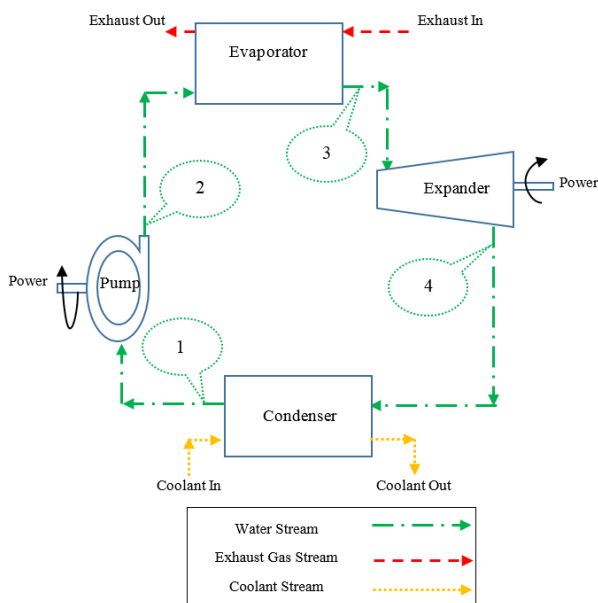 Exhaust Out
Exhaust In
Evaporator
3
2
Expander
Power
Power
Pump
4
1
Condenser
Coolant In
Coolant Out
Water Stream
Exhaust Gas Stream
Coolant Stream